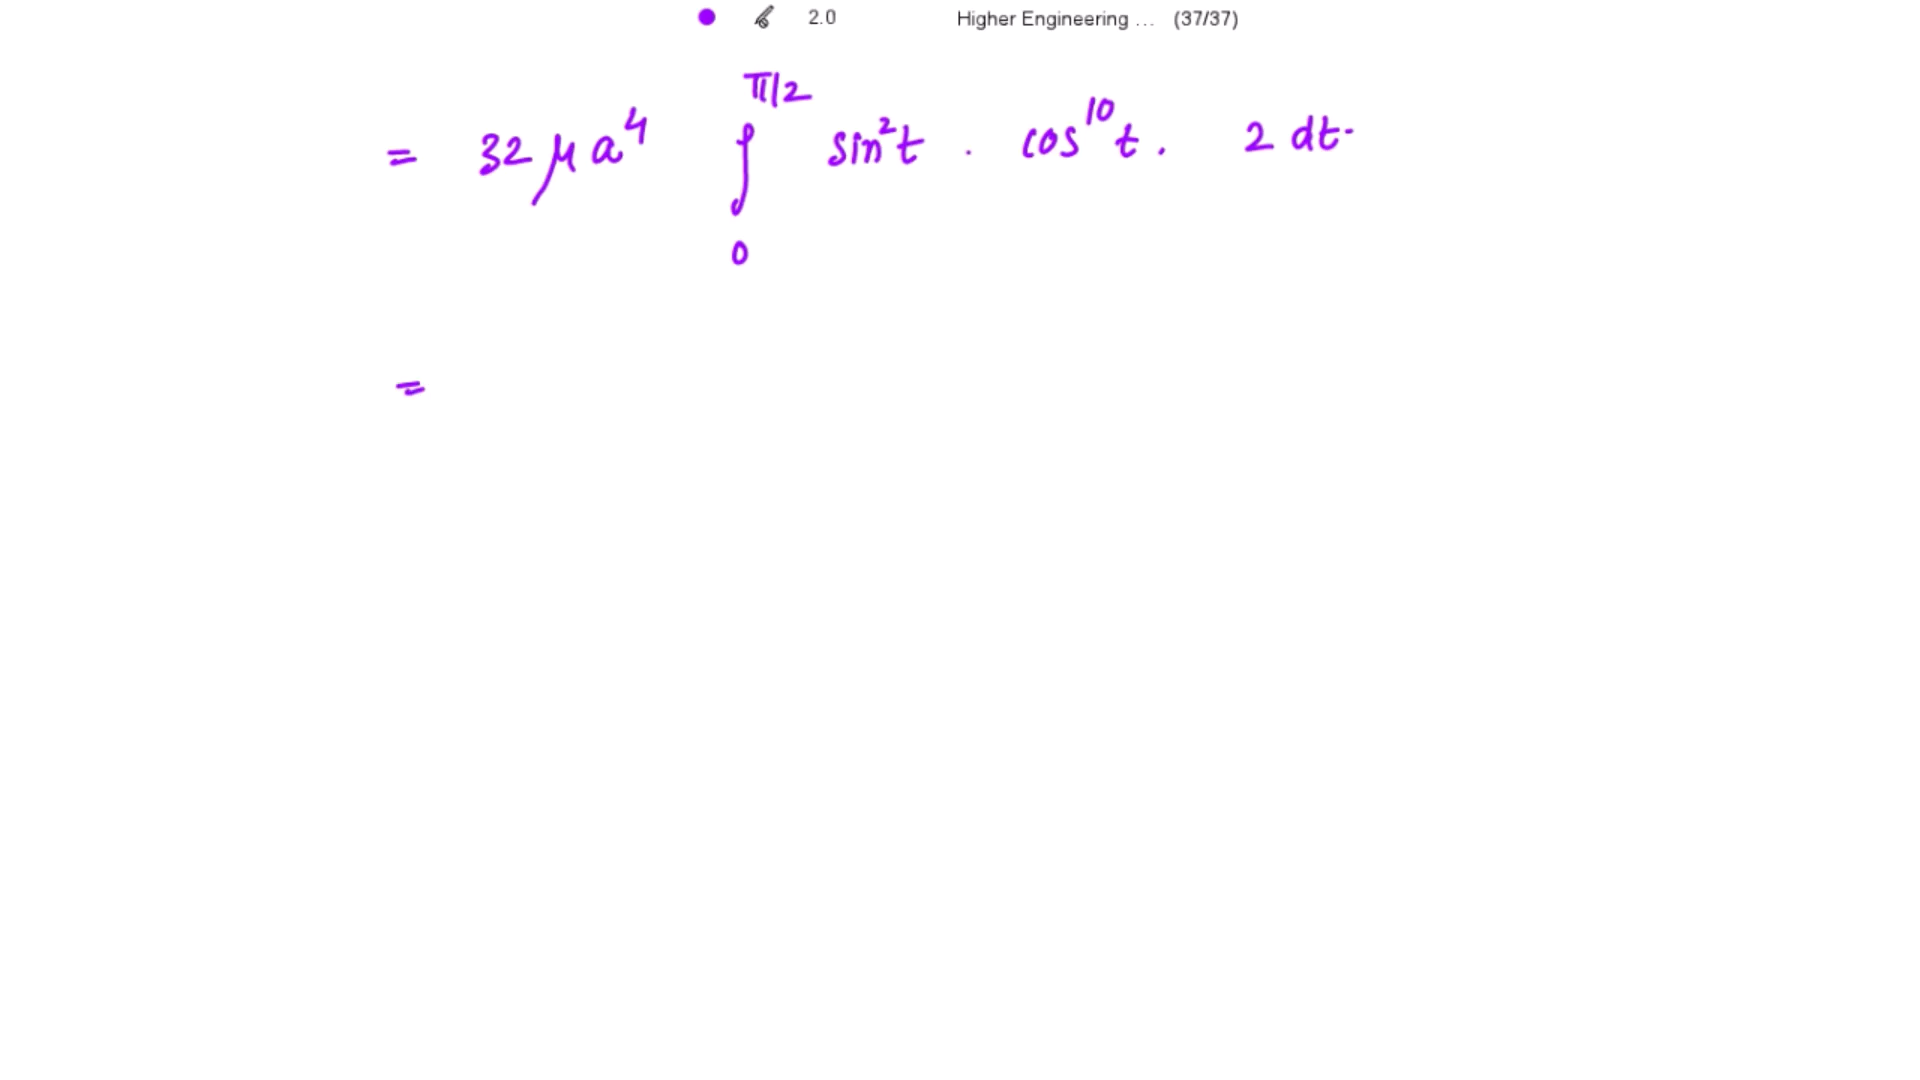 2.0 Higher Engineering ... (37/37)
= 32 μ a⁴ ∫₀^{π/2} sin²t . cos¹⁰t . 2 dt.
=